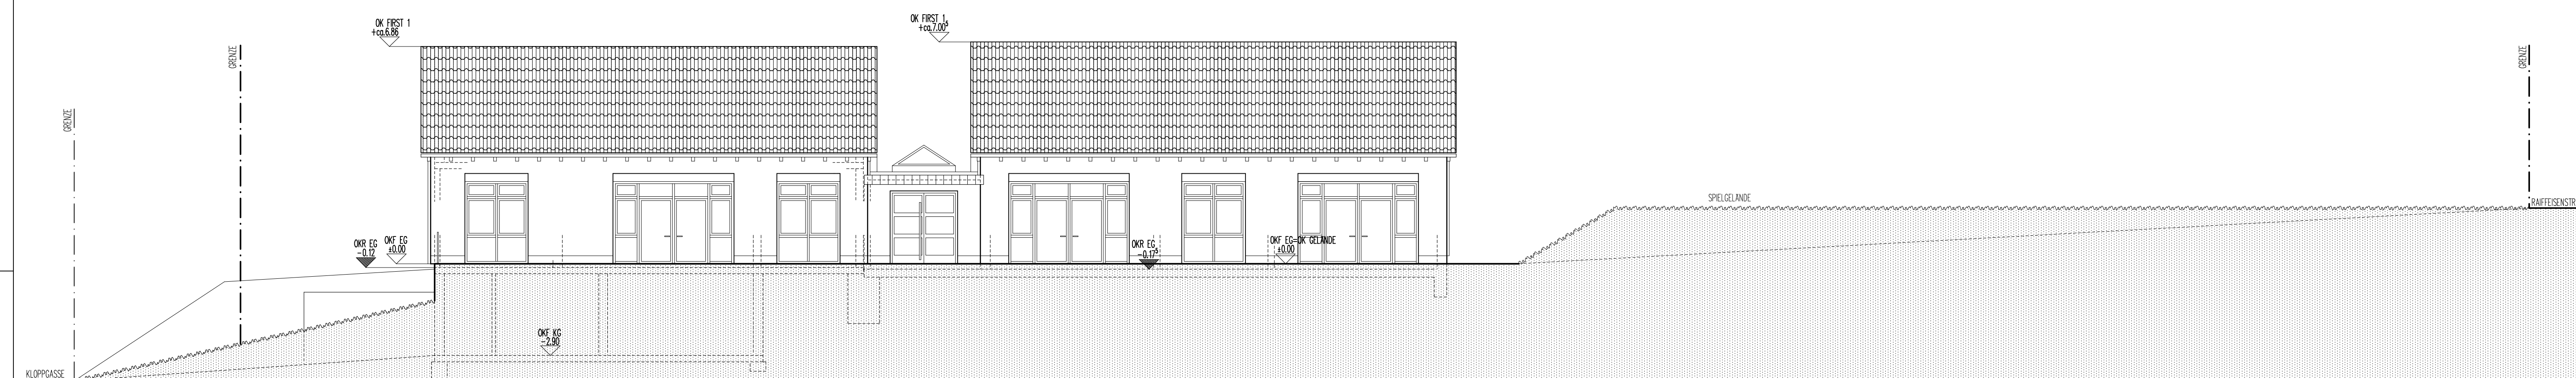 OK FIRST 1
+ca.6.86
OK FIRST 1
+ca.7.00⁵
GRENZE
GRENZE
GRENZE
SPIELGELÄNDE
RAIFFEISENSTR
OKR EG
-0.12
OKF EG
±0.00
OKR EG
-0.17⁵
OKF EG=OK GELÄNDE
±0.00
OKF KG
-2.90
KLOPPGASSE